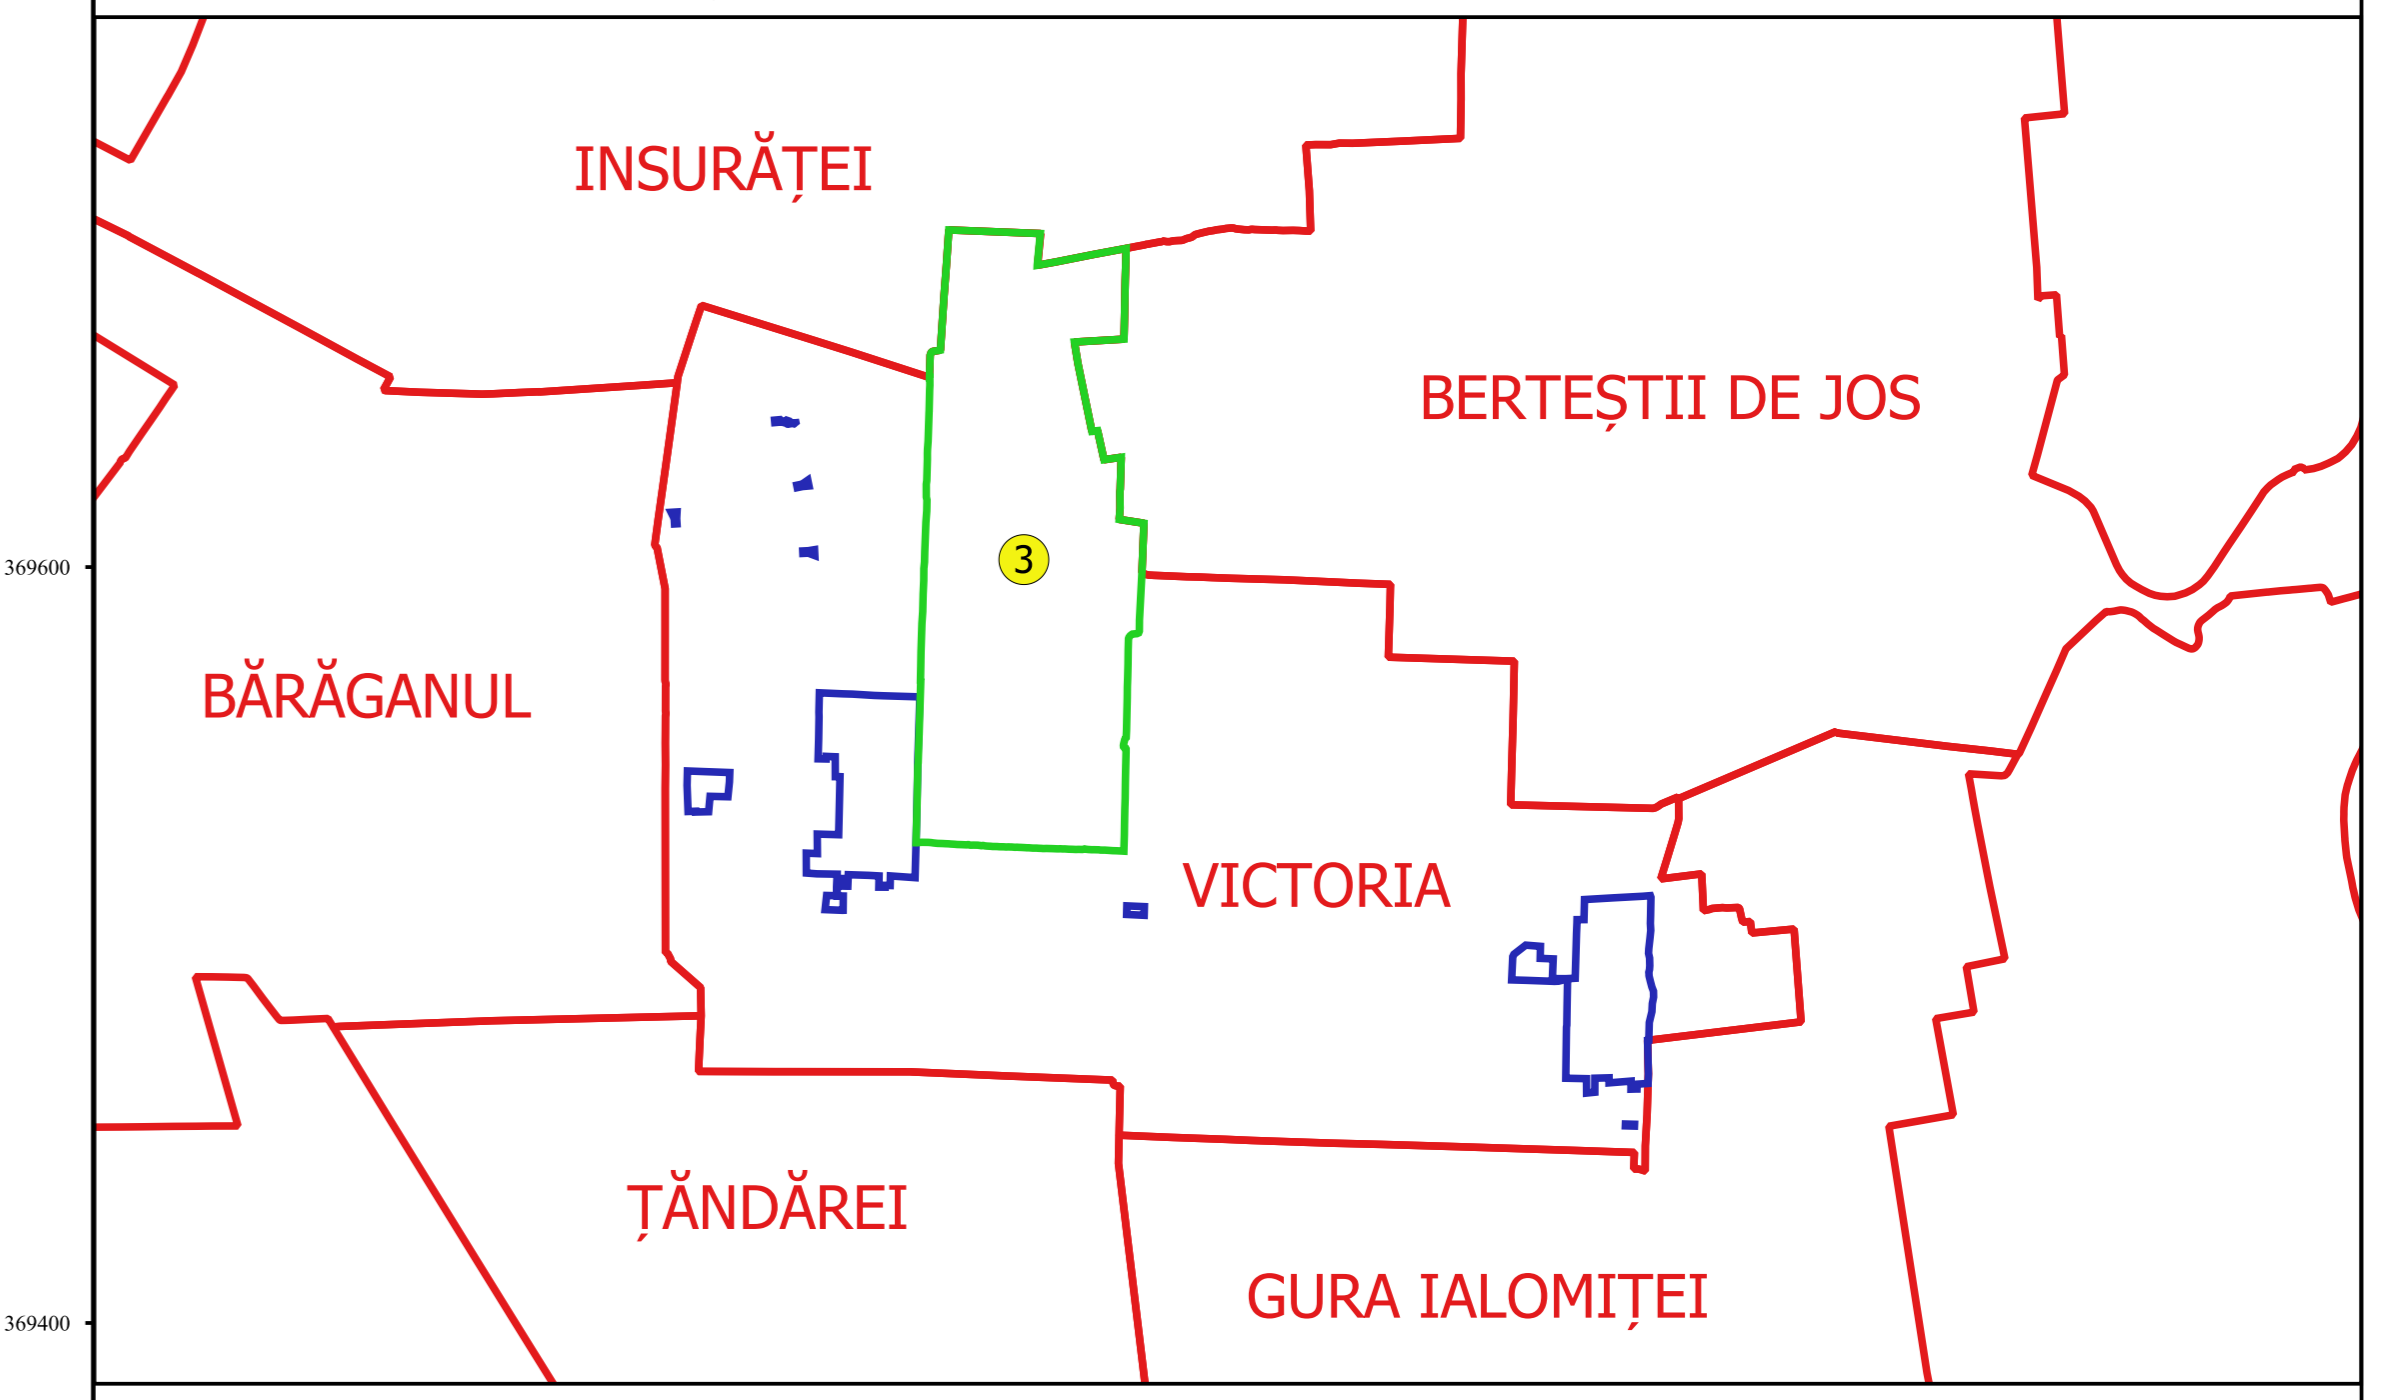 INSURĂȚEI
BERTEȘTII DE JOS
3
369600
BĂRĂGANUL
VICTORIA
ȚĂNDĂREI
GURA IALOMIȚEI
369400